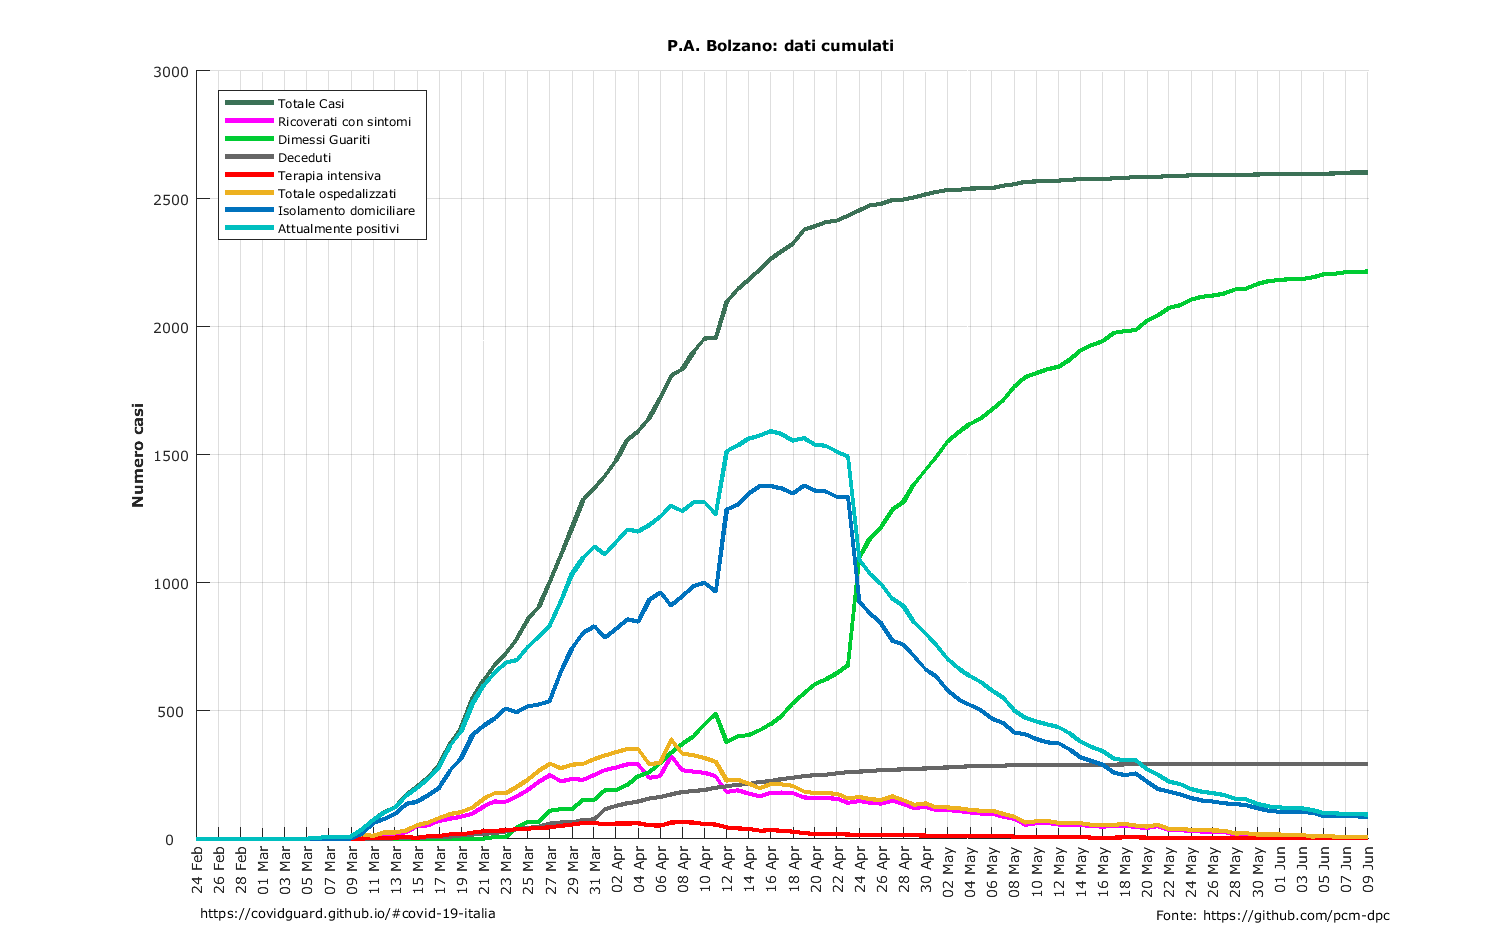 P.A. Bolzano: dati cumulati
3000
2500
2000
1500
1000
500
0
Numero casi
Totale Casi
Ricoverati con sintomi
Dimessi Guariti
Deceduti
Terapia intensiva
Totale ospedalizzati
Isolamento domiciliare
Attualmente positivi
24 Feb
26 Feb
28 Feb
01 Mar
03 Mar
05 Mar
07 Mar
09 Mar
11 Mar
13 Mar
15 Mar
17 Mar
19 Mar
21 Mar
23 Mar
25 Mar
27 Mar
29 Mar
31 Mar
02 Apr
04 Apr
06 Apr
08 Apr
10 Apr
12 Apr
14 Apr
16 Apr
18 Apr
20 Apr
22 Apr
24 Apr
26 Apr
28 Apr
30 Apr
02 May
04 May
06 May
08 May
10 May
12 May
14 May
16 May
18 May
20 May
22 May
24 May
26 May
28 May
30 May
01 Jun
03 Jun
05 Jun
07 Jun
09 Jun
https://covidguard.github.io/#covid-19-italia
Fonte: https://github.com/pcm-dpc